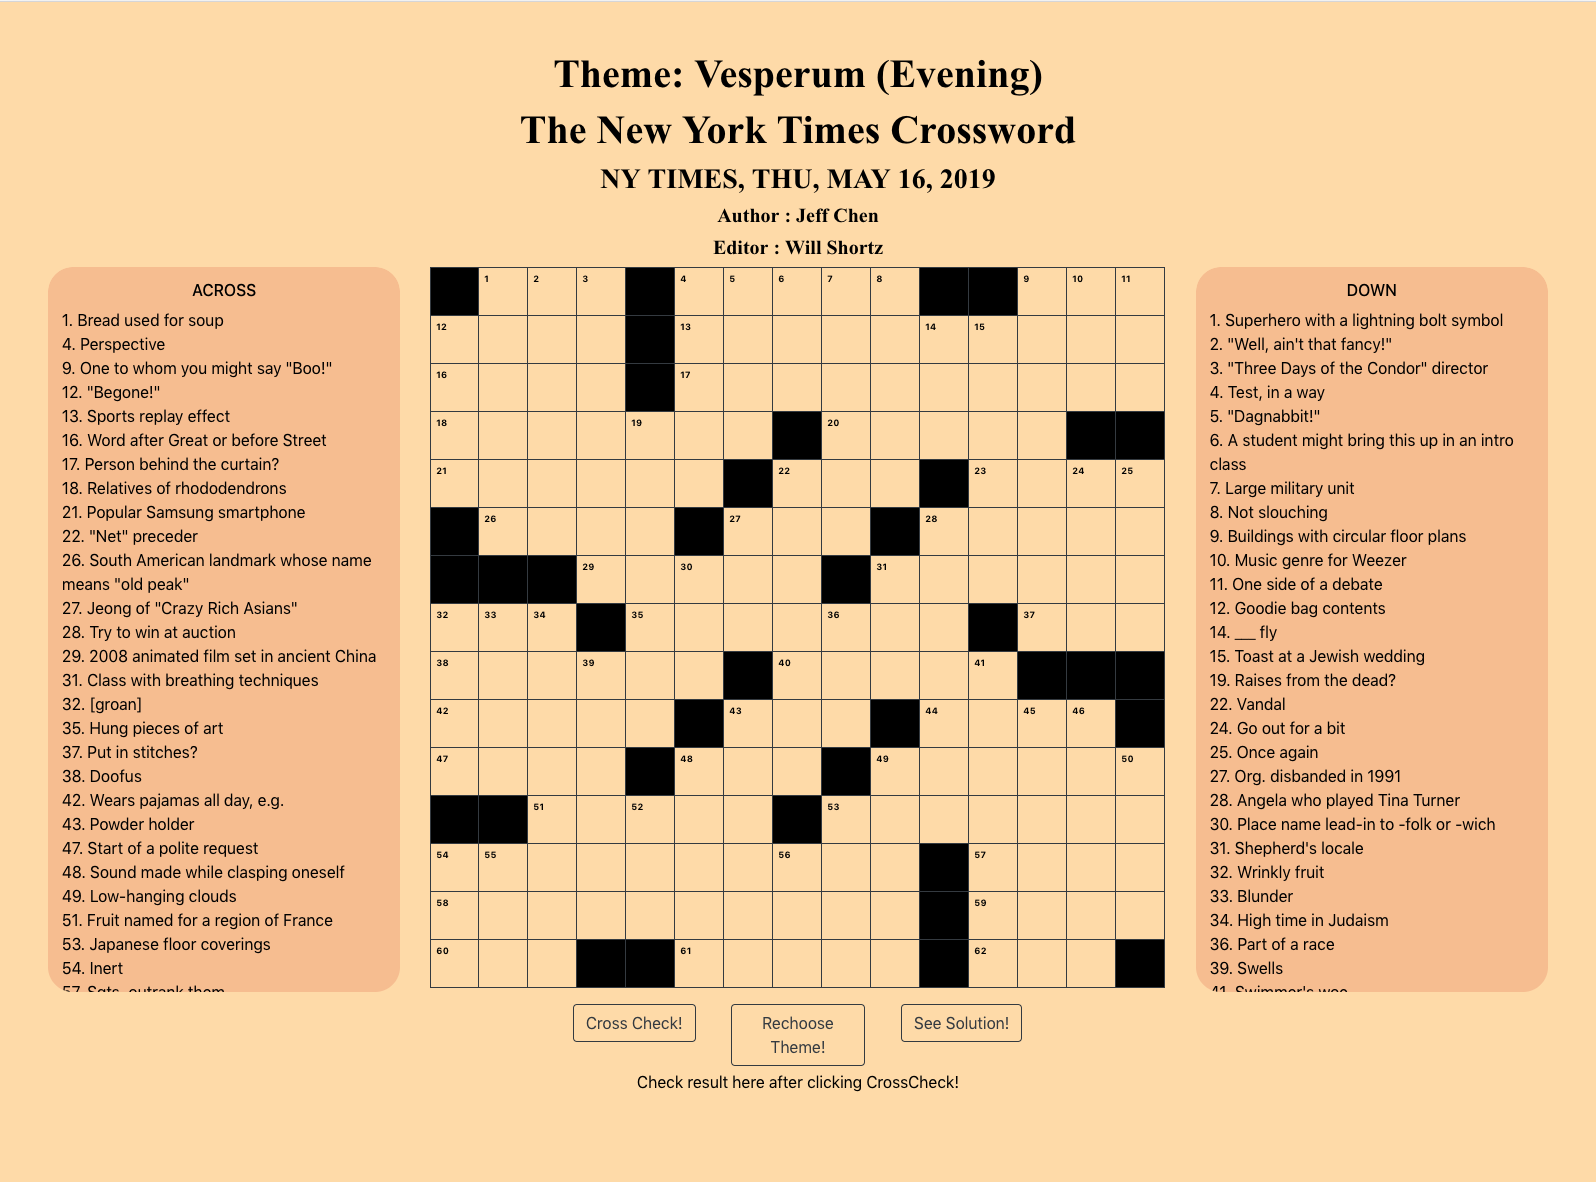 Theme: Vesperum (Evening)
The New York Times Crossword
NY TIMES, THU, MAY 16, 2019
Author : Jeff Chen
Editor : Will Shortz
ACROSS
1. Bread used for soup
4. Perspective
9. One to whom you might say "Boo!"
12. "Begone!"
13. Sports replay effect
16. Word after Great or before Street
17. Person behind the curtain?
18. Relatives of rhododendrons
21. Popular Samsung smartphone
22. "Net" preceder
26. South American landmark whose name
means "old peak"
27. Jeong of "Crazy Rich Asians"
28. Try to win at auction
29. 2008 animated film set in ancient China
31. Class with breathing techniques
32. [groan]
35. Hung pieces of art
37. Put in stitches?
38. Doofus
42. Wears pajamas all day, e.g.
43. Powder holder
47. Start of a polite request
48. Sound made while clasping oneself
49. Low-hanging clouds
51. Fruit named for a region of France
53. Japanese floor coverings
54. Inert
57. Sgts. outrank them
1 2 3 4 5 6 7 8 9 10 11
12 13 14 15
16 17
18 19 20
21 22 23 24 25
26 27 28
29 30 31
32 33 34 35 36 37
38 39 40 41
42 43 44 45 46
47 48 49 50
51 52 53
54 55 56 57
58 59
60 61 62
DOWN
1. Superhero with a lightning bolt symbol
2. "Well, ain't that fancy!"
3. "Three Days of the Condor" director
4. Test, in a way
5. "Dagnabbit!"
6. A student might bring this up in an intro
class
7. Large military unit
8. Not slouching
9. Buildings with circular floor plans
10. Music genre for Weezer
11. One side of a debate
12. Goodie bag contents
14. ___ fly
15. Toast at a Jewish wedding
19. Raises from the dead?
22. Vandal
24. Go out for a bit
25. Once again
27. Org. disbanded in 1991
28. Angela who played Tina Turner
30. Place name lead-in to -folk or -wich
31. Shepherd's locale
32. Wrinkly fruit
33. Blunder
34. High time in Judaism
36. Part of a race
39. Swells
41. Swimmer's woe
Cross Check!
Rechoose
Theme!
See Solution!
Check result here after clicking CrossCheck!